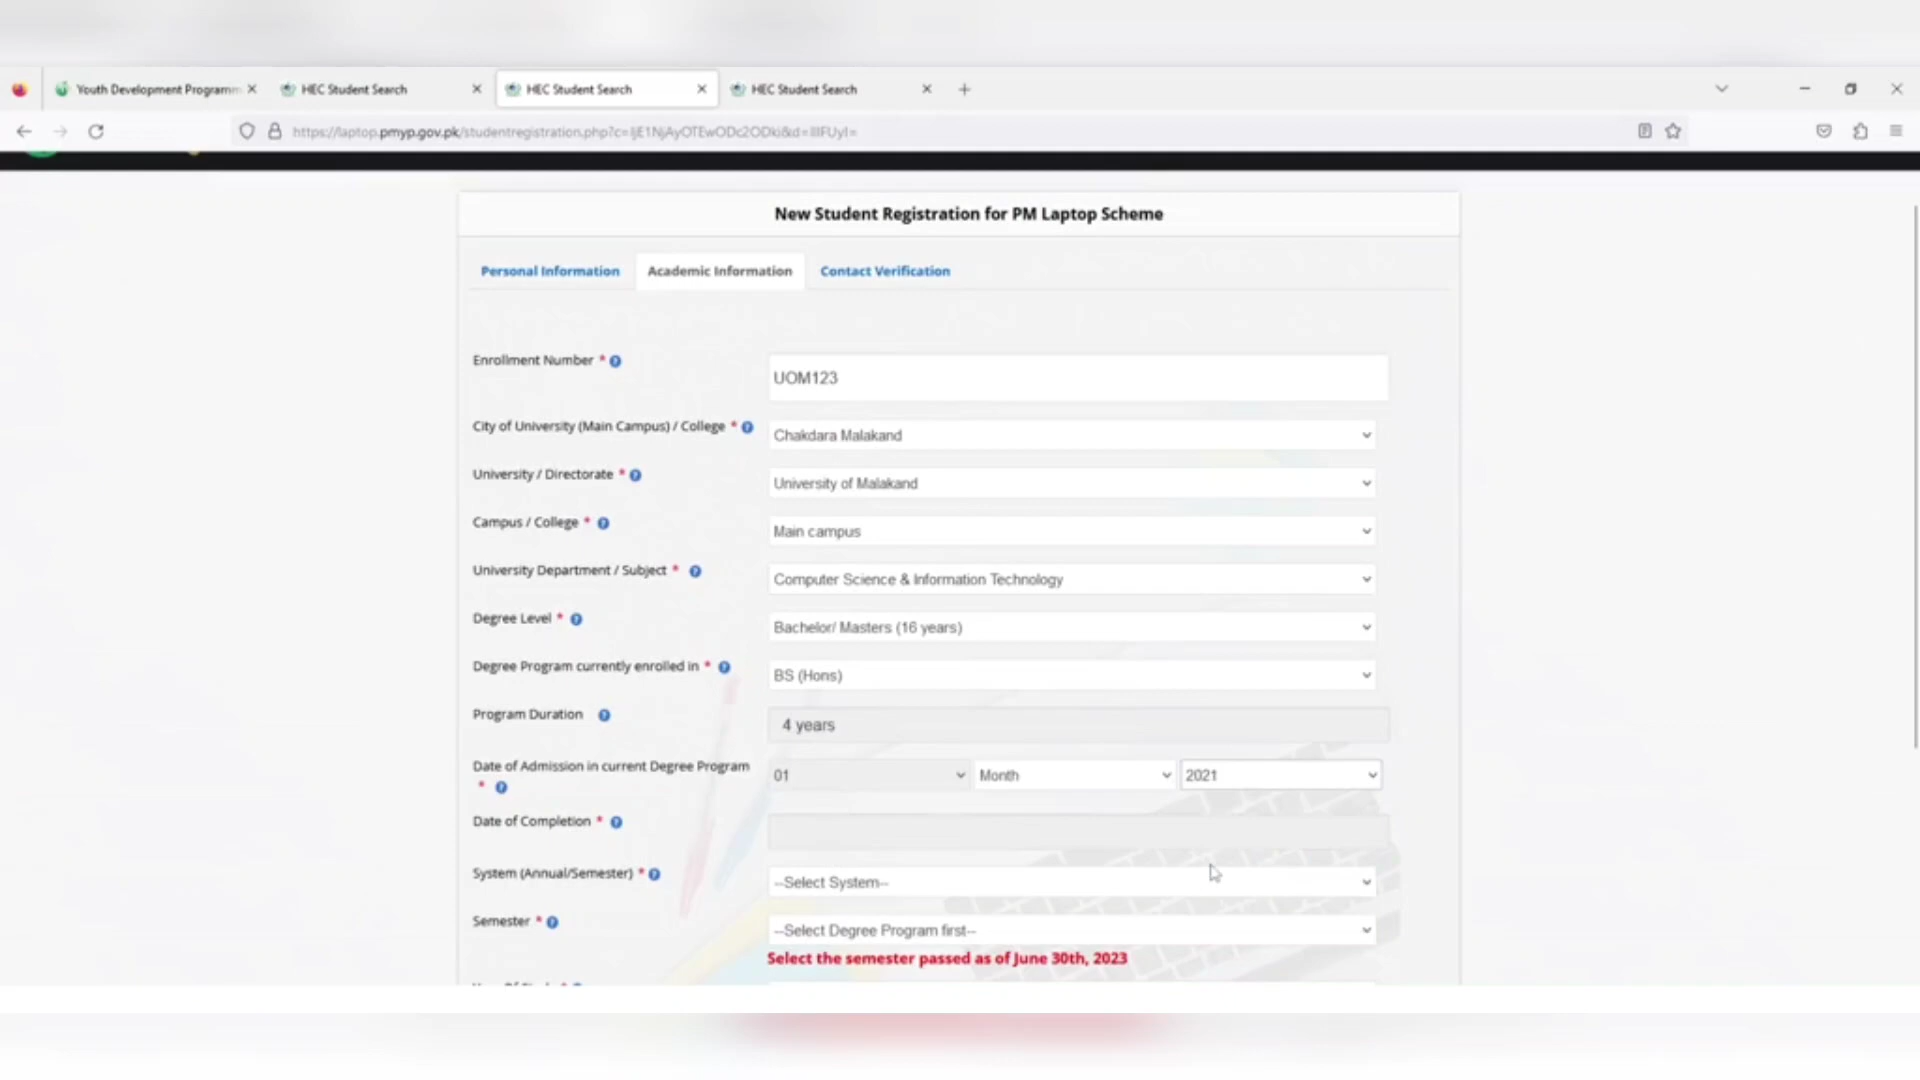 Youth Development Programm
HEC Student Search
HEC Student Search
HEC Student Search
New Student Registration for PM Laptop Scheme
Personal Information
Academic Information
Contact Verification
Enrollment Number *
UOM123
City of University (Main Campus) / College *
Chakdara Malakand
University / Directorate *
University of Malakand
Campus / College *
Main campus
University Department / Subject *
Computer Science & Information Technology
Degree Level *
Bachelor/ Masters (16 years)
Degree Program currently enrolled in *
BS (Hons)
Program Duration
4 years
Date of Admission in current Degree Program
*
01
Month
2021
Date of Completion *
System (Annual/Semester) *
--Select System--
Semester *
--Select Degree Program first--
Select the semester passed as of June 30th, 2023